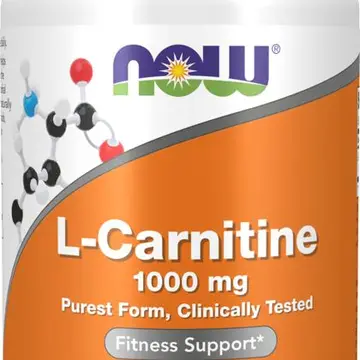 now®
L-Carnitine
1000 mg
Purest Form, Clinically Tested
Fitness Support*